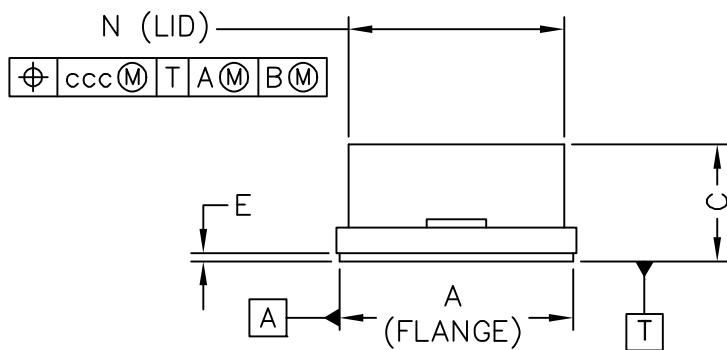 N (LID)
⌖ ccc Ⓜ T A Ⓜ B Ⓜ
E
C
A
A
(FLANGE)
T